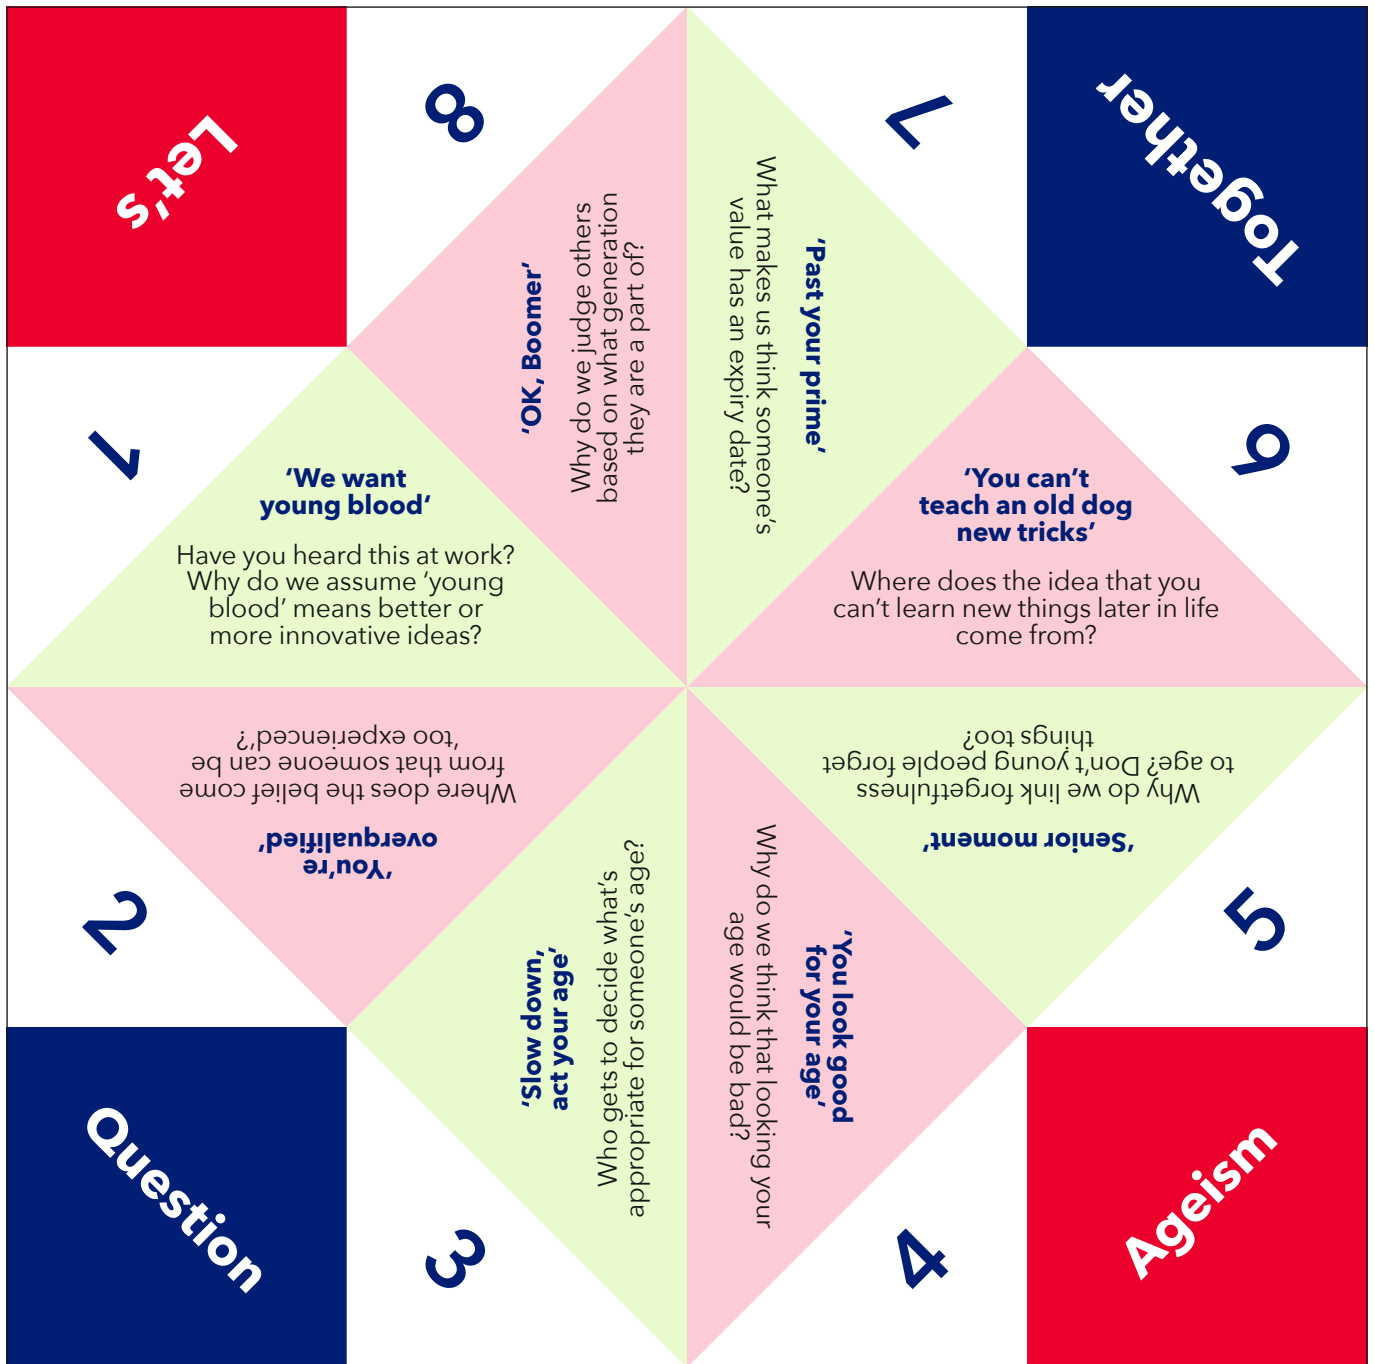 Let's
Question
Ageism
Together
1
‘We want
young blood‘
Have you heard this at work?
Why do we assume ‘young
blood’ means better or
more innovative ideas?
2
‘You’re
overqualified’
Where does the belief come
from that someone can be
‘too experienced’?
3
‘Slow down,
act your age’
Who gets to decide what’s
appropriate for someone’s age?
4
‘You look good
for your age’
Why do we think that looking your
age would be bad?
5
‘Senior moment’
Why do we link forgetfulness
to age? Don’t young people forget
things too?
6
‘You can’t
teach an old dog
new tricks’
Where does the idea that you
can’t learn new things later in life
come from?
7
‘Past your prime’
What makes us think someone’s
value has an expiry date?
8
‘OK, Boomer‘
Why do we judge others
based on what generation
they are a part of?